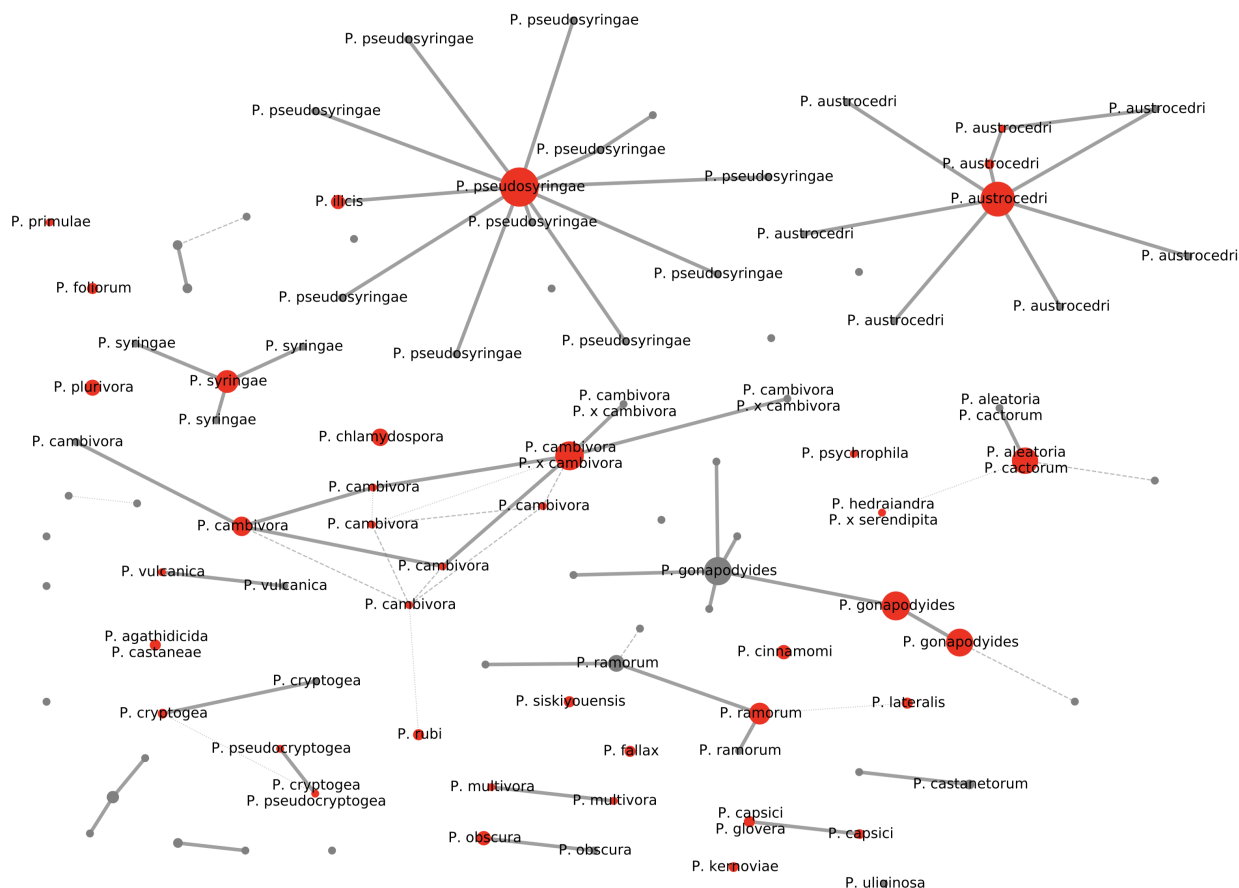 P. pseudosyringae
P. pseudosyringae
P. austrocedri
P. austrocedri
P. pseudosyringae
P. austrocedri
P. pseudosyringae
P. austrocedri
P. pseudosyringae
P. pseudosyringae
P. austrocedri
P. ilicis
P. primulae
P. pseudosyringae
P. austrocedri
P. austrocedri
P. pseudosyringae
P. foliorum
P. pseudosyringae
P. austrocedri
P. austrocedri
P. syringae
P. syringae
P. pseudosyringae
P. pseudosyringae
P. syringae
P. plurivora
P. cambivora
P. x cambivora
P. cambivora
P. x cambivora
P. aleatoria
P. cactorum
P. syringae
P. chlamydospora
P. cambivora
P. cambivora
P. x cambivora
P. psychrophila
P. aleatoria
P. cactorum
P. cambivora
P. cambivora
P. hedraiandra
P. x serendipita
P. cambivora
P. cambivora
P. cambivora
P. vulcanica
P. vulcanica
P. gonapodyides
P. cambivora
P. gonapodyides
P. agathidicida
P. castaneae
P. gonapodyides
P. cinnamomi
P. ramorum
P. cryptogea
P. siskiyouensis
P. lateralis
P. cryptogea
P. ramorum
P. rubi
P. pseudocryptogea
P. fallax
P. ramorum
P. cryptogea
P. pseudocryptogea
P. multivora
P. multivora
P. castanetorum
P. capsici
P. glovera
P. capsici
P. obscura
P. obscura
P. kernoviae
P. uliginosa